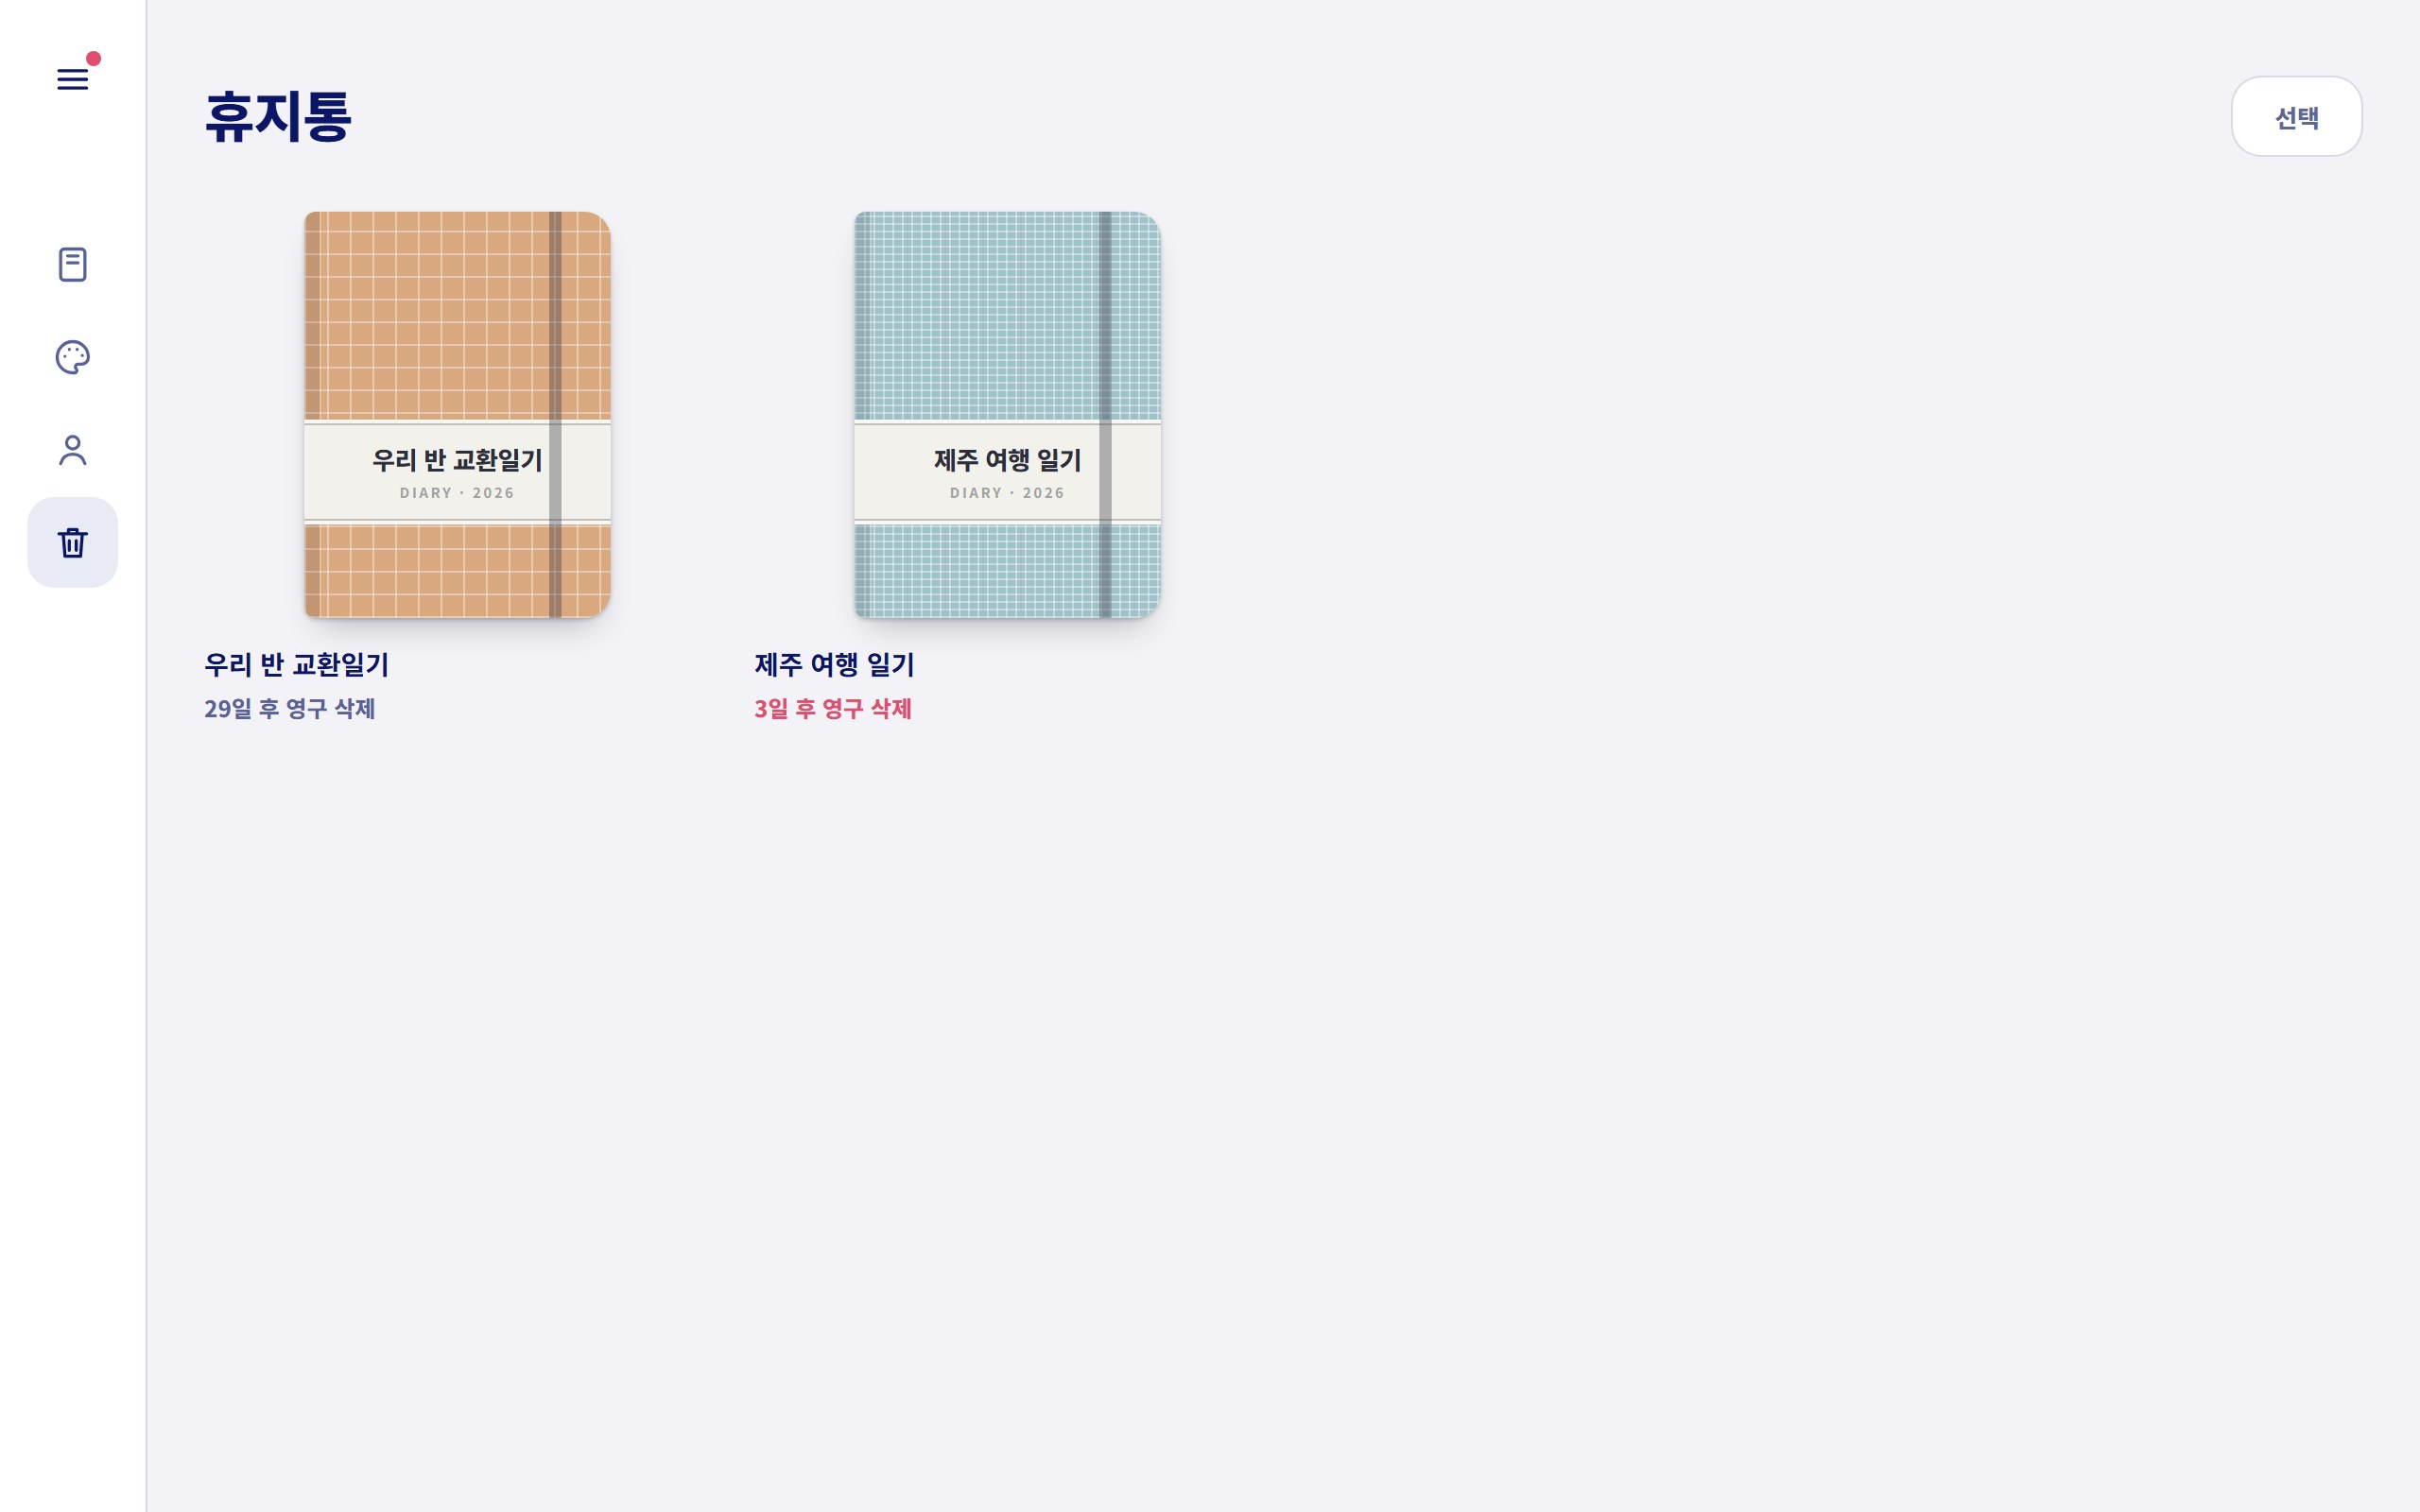 휴지통
선택
우리 반 교환일기
DIARY · 2026
제주 여행 일기
DIARY · 2026
우리 반 교환일기
29일 후 영구 삭제
제주 여행 일기
3일 후 영구 삭제